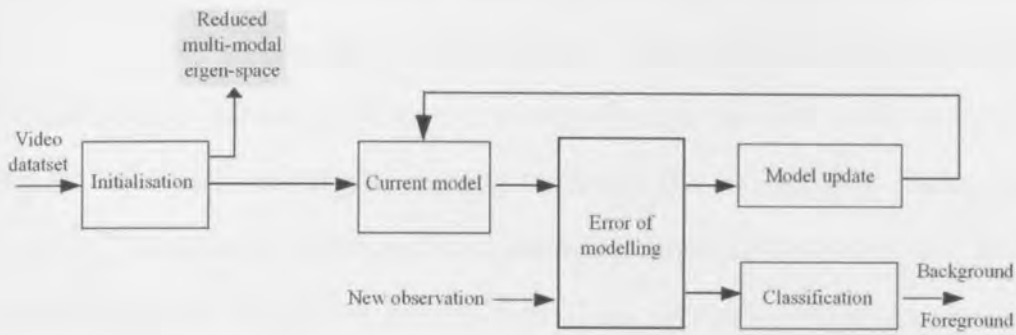 Reduced
multi-modal
eigen-space
Video
datatset
Initialisation
Current model
Error of
modelling
Model update
New observation
Classification
Background
Foreground